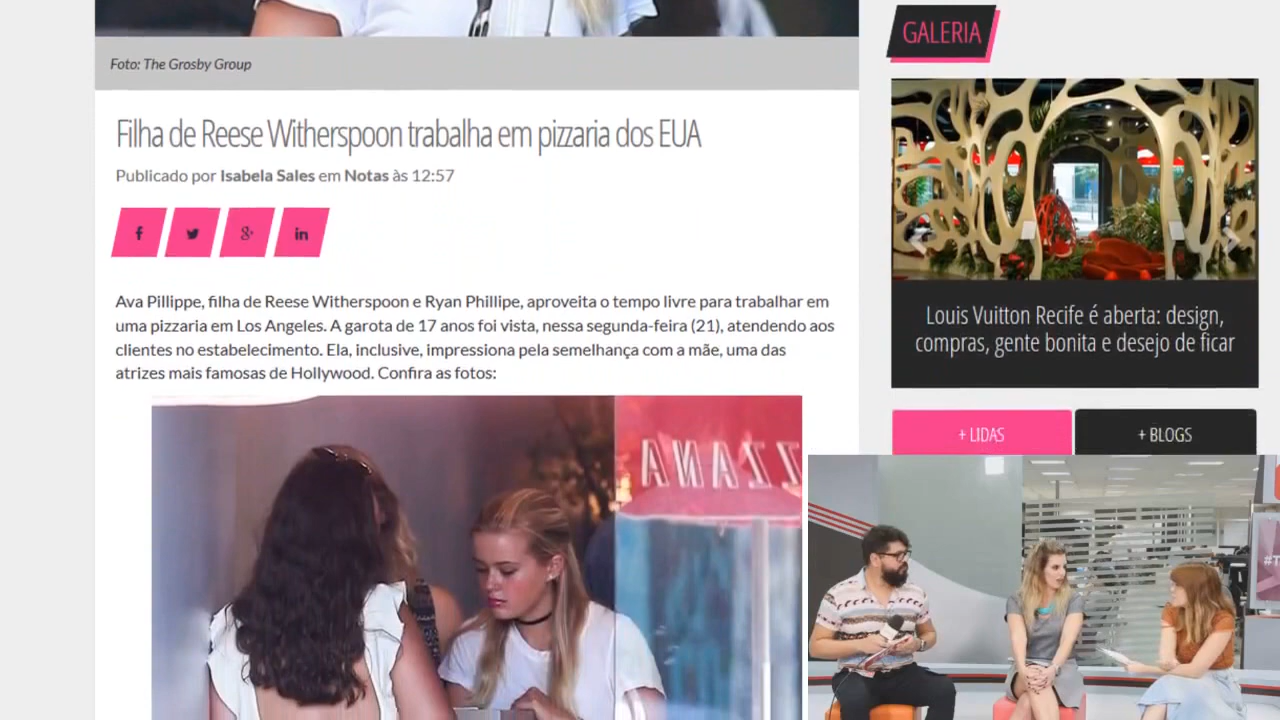 Foto: The Grosby Group
Filha de Reese Witherspoon trabalha em pizzaria dos EUA
Publicado por Isabela Sales em Notas às 12:57
Ava Pillippe, filha de Reese Witherspoon e Ryan Phillipe, aproveita o tempo livre para trabalhar em
uma pizzaria em Los Angeles. A garota de 17 anos foi vista, nessa segunda-feira (21), atendendo aos
clientes no estabelecimento. Ela, inclusive, impressiona pela semelhança com a mãe, uma das
atrizes mais famosas de Hollywood. Confira as fotos:
GALERIA
Louis Vuitton Recife é aberta: design,
compras, gente bonita e desejo de ficar
+ LIDAS
+ BLOGS